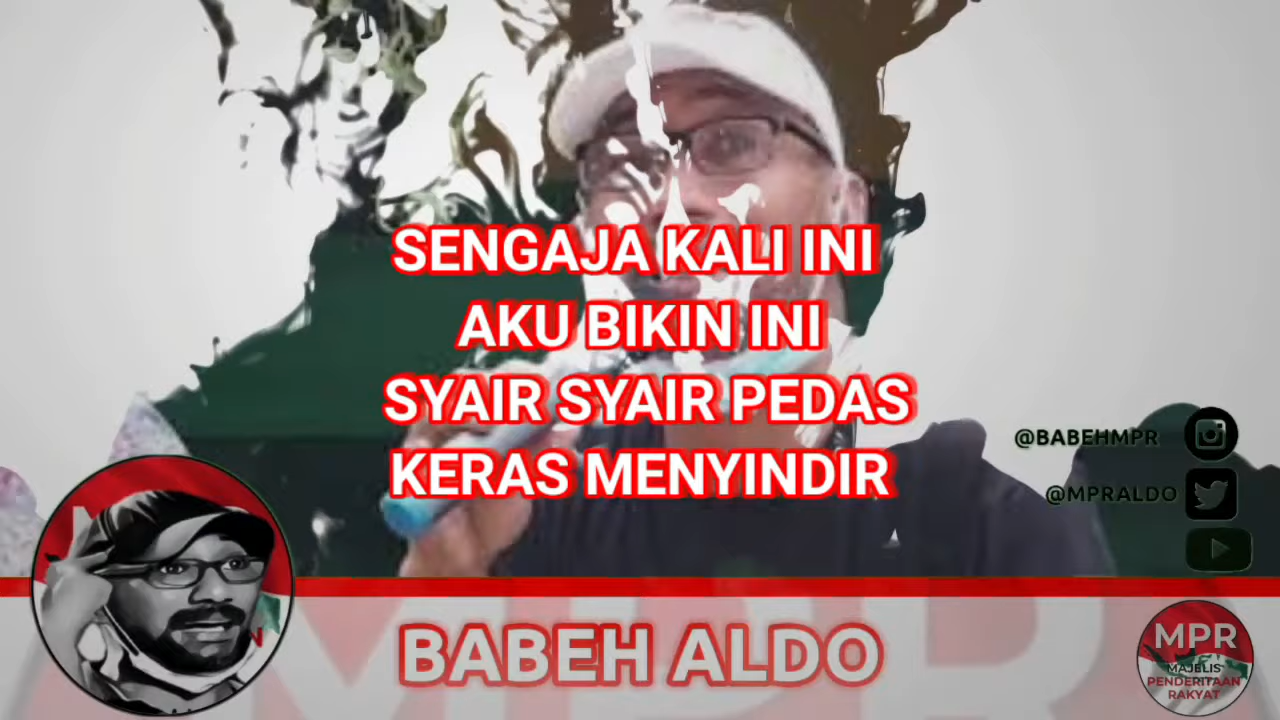 SENGAJA KALI INI
AKU BIKIN INI
SYAIR SYAIR PEDAS
KERAS MENYINDIR
@BABEHMPR
@MPRALDO
BABEH ALDO
MPR
MAJELIS
PENDERITAAN
RAKYAT